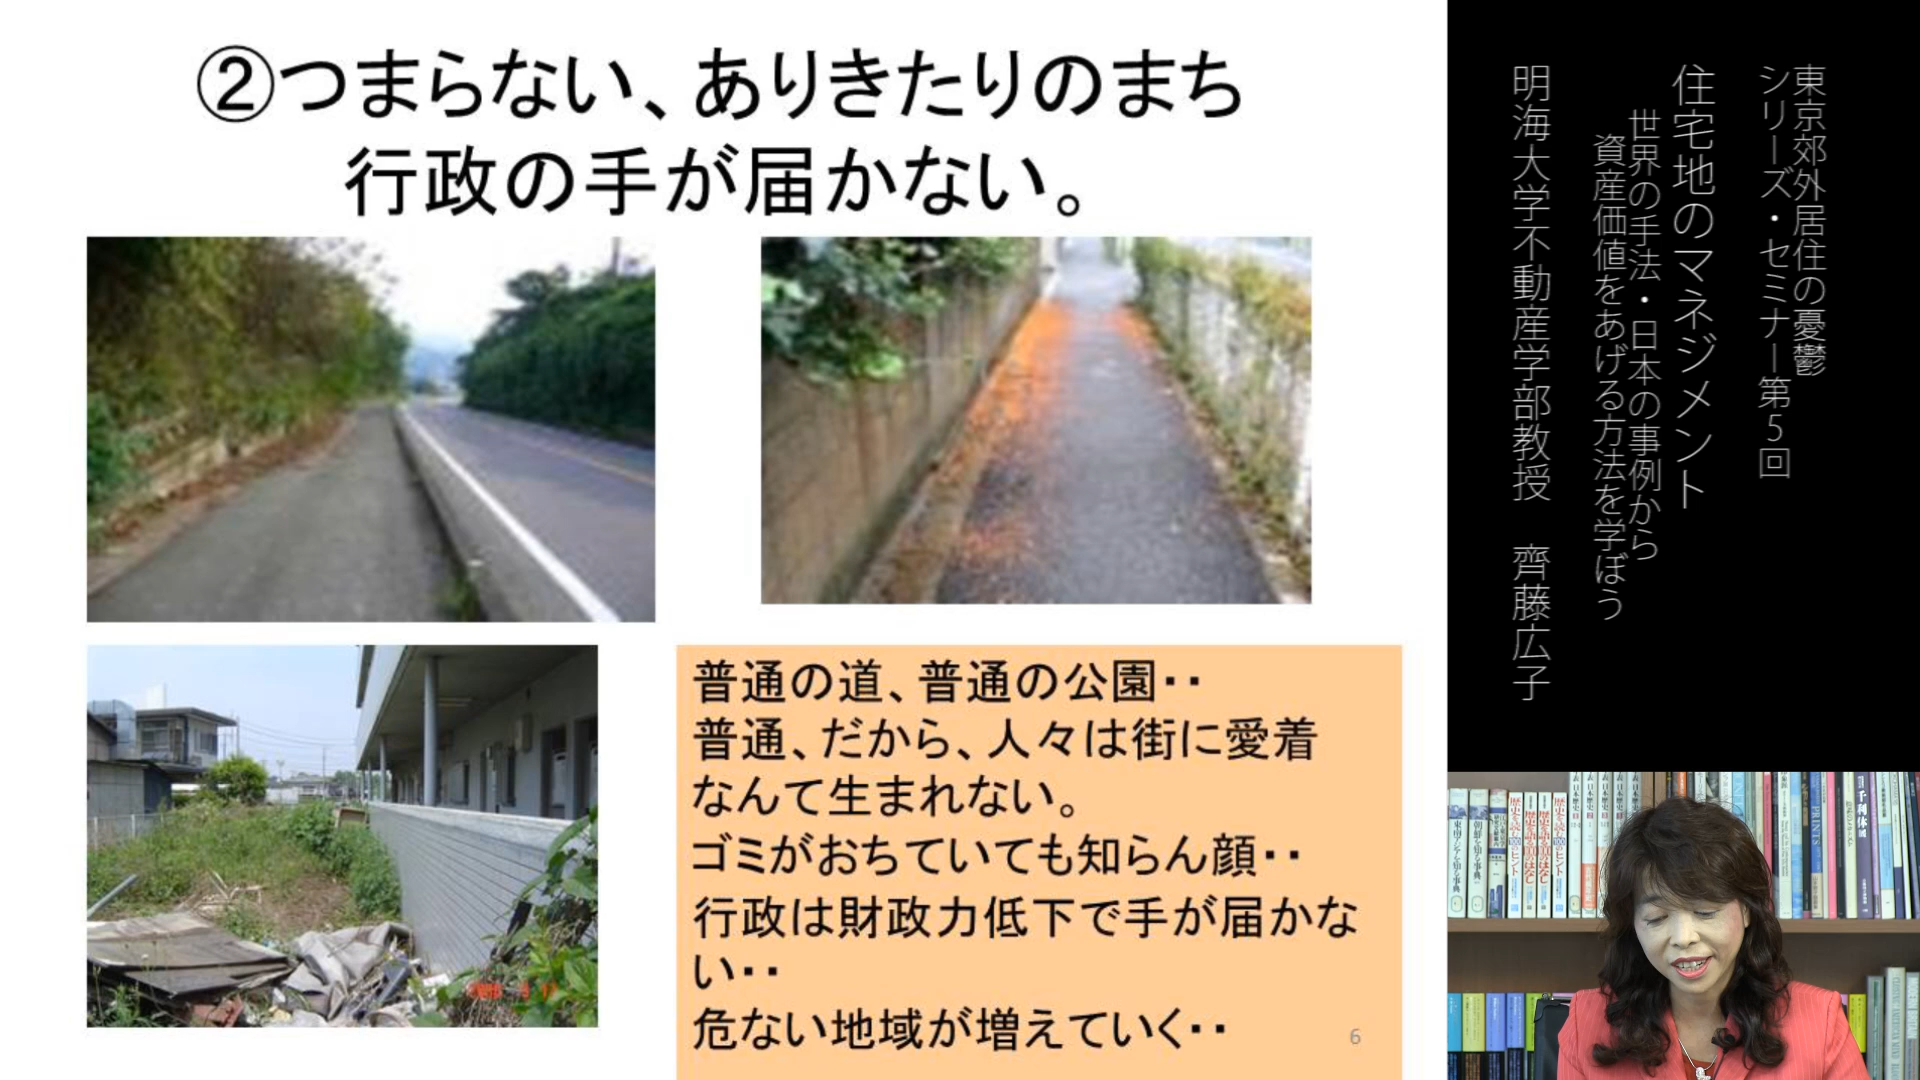 ②つまらない、ありきたりのまち
行政の手が届かない。
普通の道、普通の公園・・
普通、だから、人々は街に愛着
なんて生まれない。
ゴミがおちていても知らん顔・・
行政は財政力低下で手が届かな
い・・
危ない地域が増えていく・・
6
東京郊外居住の憂鬱
シリーズ・セミナー第5回
住宅地のマネジメント
世界の手法・日本の事例から
資産価値をあげる方法を学ぼう
明海大学不動産学部教授　齊藤広子